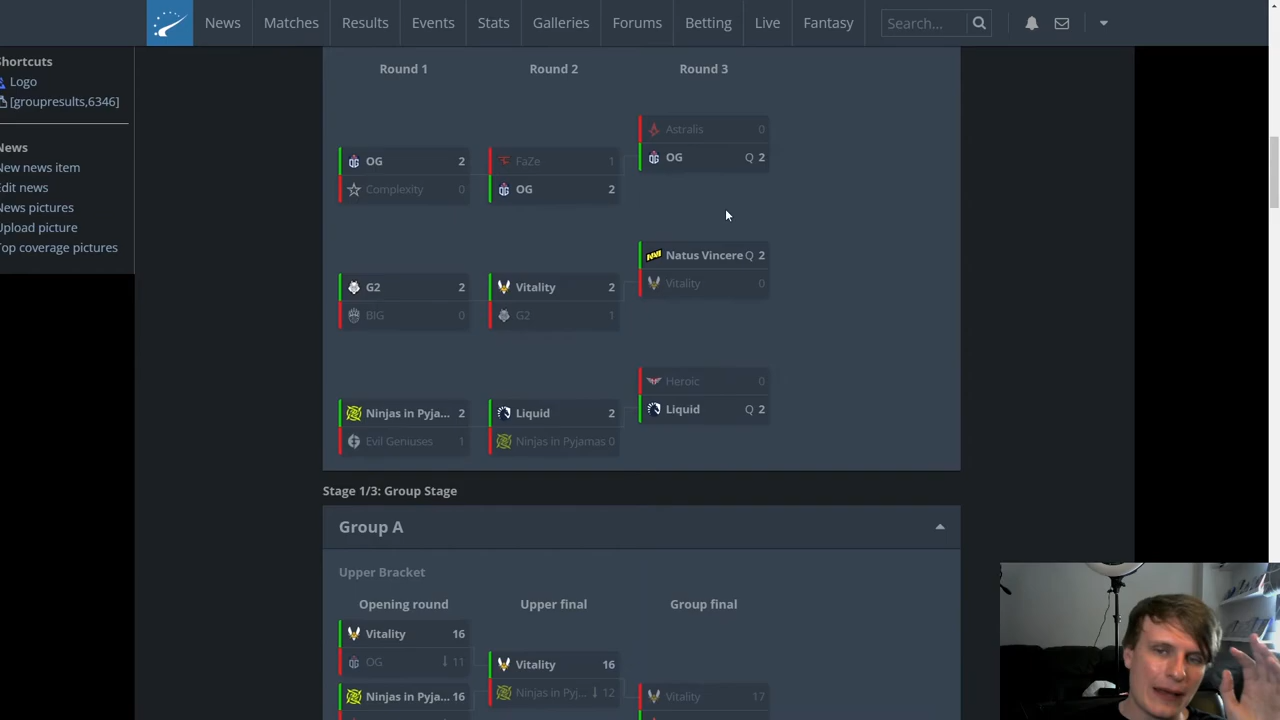 News Matches Results Events Stats Galleries Forums Betting Live Fantasy Search...
Shortcuts
Logo
[groupresults,6346]
News
New news item
Edit news
News pictures
Upload picture
Top coverage pictures
Round 1 Round 2 Round 3
Astralis 0
OG Q 2
OG 2
Complexity 0
FaZe 1
OG 2
Natus Vincere Q 2
Vitality 0
G2 2
BIG 0
Vitality 2
G2 1
Heroic 0
Liquid Q 2
Ninjas in Pyja... 2
Evil Geniuses 1
Liquid 2
Ninjas in Pyjamas 0
Stage 1/3: Group Stage
Group A
Upper Bracket
Opening round Upper final Group final
Vitality 16
OG ↓ 11
Vitality 16
Ninjas in Pyj... ↓ 12
Ninjas in Pyja... 16
Vitality 17